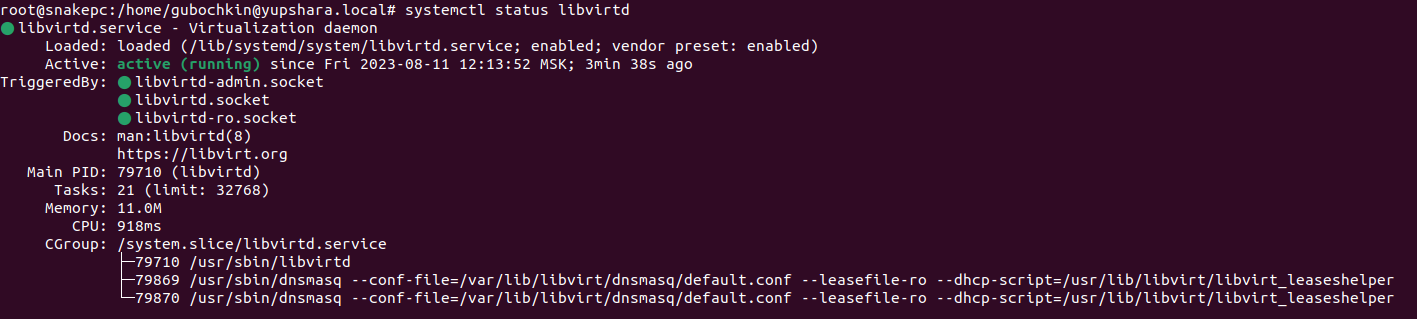 root@snakepc:/home/gubochkin@yupshara.local# systemctl status libvirtd
● libvirtd.service - Virtualization daemon
     Loaded: loaded (/lib/systemd/system/libvirtd.service; enabled; vendor preset: enabled)
     Active: active (running) since Fri 2023-08-11 12:13:52 MSK; 3min 38s ago
TriggeredBy: ● libvirtd-admin.socket
             ● libvirtd.socket
             ● libvirtd-ro.socket
       Docs: man:libvirtd(8)
             https://libvirt.org
   Main PID: 79710 (libvirtd)
      Tasks: 21 (limit: 32768)
     Memory: 11.0M
        CPU: 918ms
     CGroup: /system.slice/libvirtd.service
             ├─79710 /usr/sbin/libvirtd
             ├─79869 /usr/sbin/dnsmasq --conf-file=/var/lib/libvirt/dnsmasq/default.conf --leasefile-ro --dhcp-script=/usr/lib/libvirt/libvirt_leaseshelper
             └─79870 /usr/sbin/dnsmasq --conf-file=/var/lib/libvirt/dnsmasq/default.conf --leasefile-ro --dhcp-script=/usr/lib/libvirt/libvirt_leaseshelper